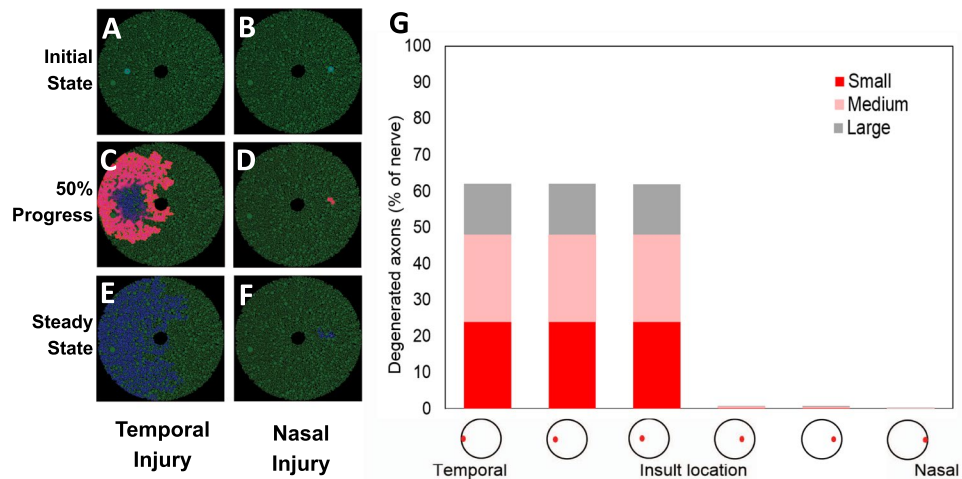 A
B
Initial
State
C
D
50%
Progress
E
F
Steady
State
Temporal
Injury
Nasal
Injury
G
Degenerated axons (% of nerve)
100
90
80
70
60
50
40
30
20
10
0
Small
Medium
Large
Temporal
Insult location
Nasal